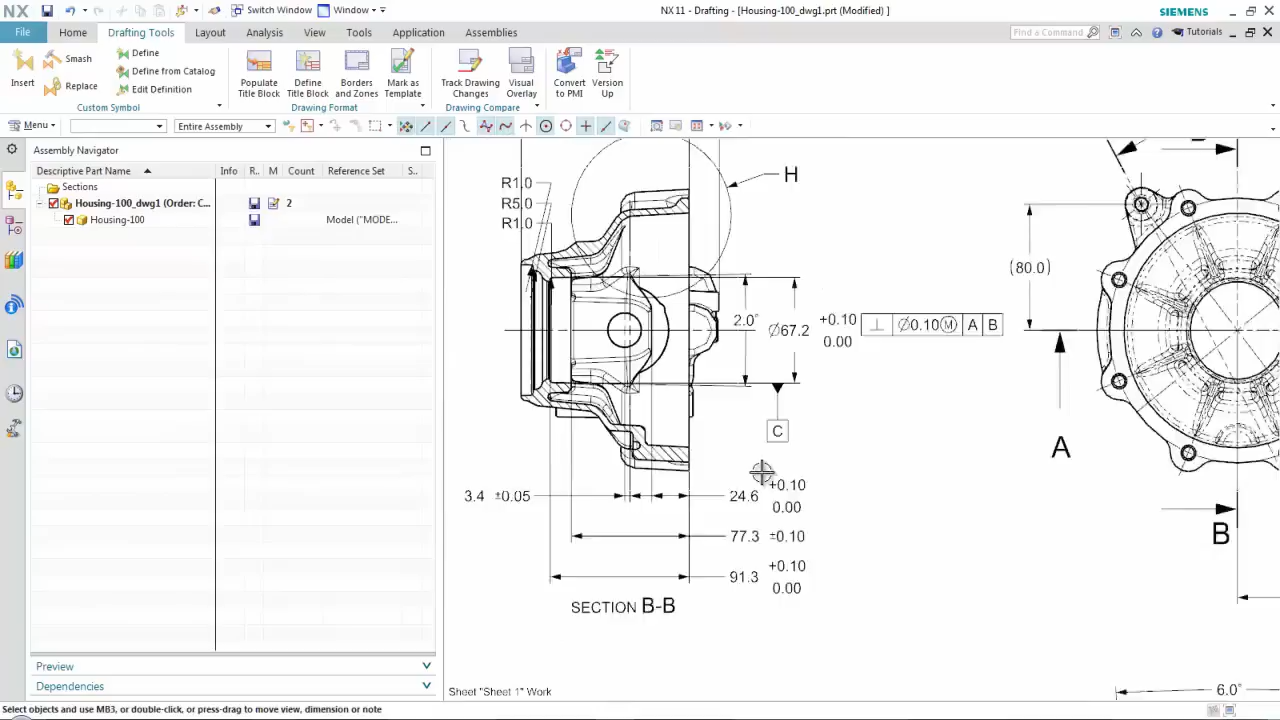 NX
Switch Window
Window
NX 11 - Drafting - [Housing-100_dwg1.prt (Modified) ]
SIEMENS
File
Home
Drafting Tools
Layout
Analysis
View
Tools
Application
Assemblies
Find a Command
Tutorials
Insert
Smash
Replace
Define
Define from Catalog
Edit Definition
Custom Symbol
Populate Title Block
Define Title Block
Borders and Zones
Mark as Template
Drawing Format
Track Drawing Changes
Visual Overlay
Drawing Compare
Convert to PMI
Version Up
Menu
Entire Assembly
Assembly Navigator
Descriptive Part Name
Info
R..
M
Count
Reference Set
S..
Sections
Housing-100_dwg1 (Order: C...
2
Housing-100
Model ("MODE...
Preview
Dependencies
R1.0
R5.0
R1.0
H
2.0°
∅67.2
+0.10
0.00
⊥ ∅0.10Ⓜ A B
C
3.4 ±0.05
24.6
+0.10
0.00
77.3 ±0.10
91.3
+0.10
0.00
SECTION B-B
(80.0)
A
B
6.0°
Sheet "Sheet 1" Work
Select objects and use MB3, or double-click, or press-drag to move view, dimension or note